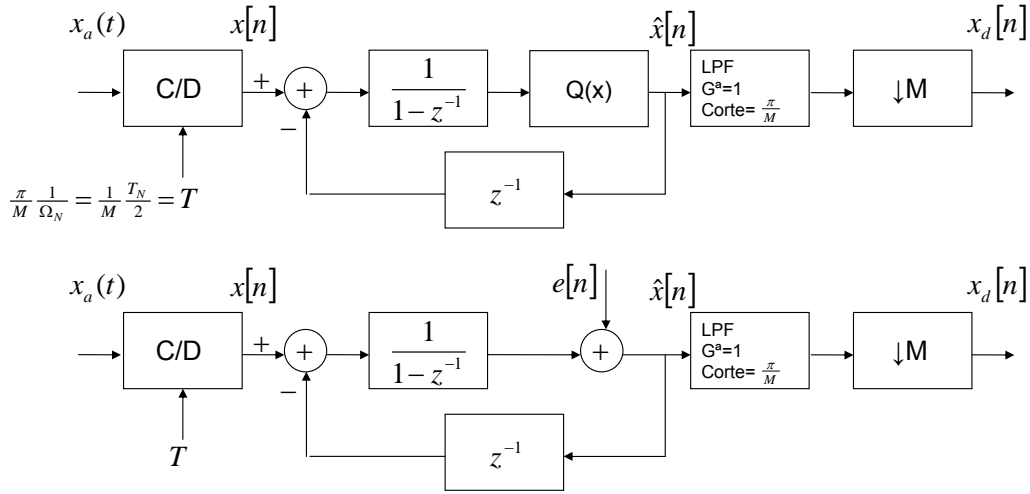 x_a(t) x[n] x̂[n] x_d[n]
C/D + + 1/(1 - z^{-1}) Q(x) LPF Gª=1 Corte= π/M ↓M
−
z^{-1}
π/M 1/Ω_N = 1/M T_N/2 = T
x_a(t) x[n] e[n] x̂[n] x_d[n]
C/D + + 1/(1 - z^{-1}) + LPF Gª=1 Corte= π/M ↓M
−
T z^{-1}